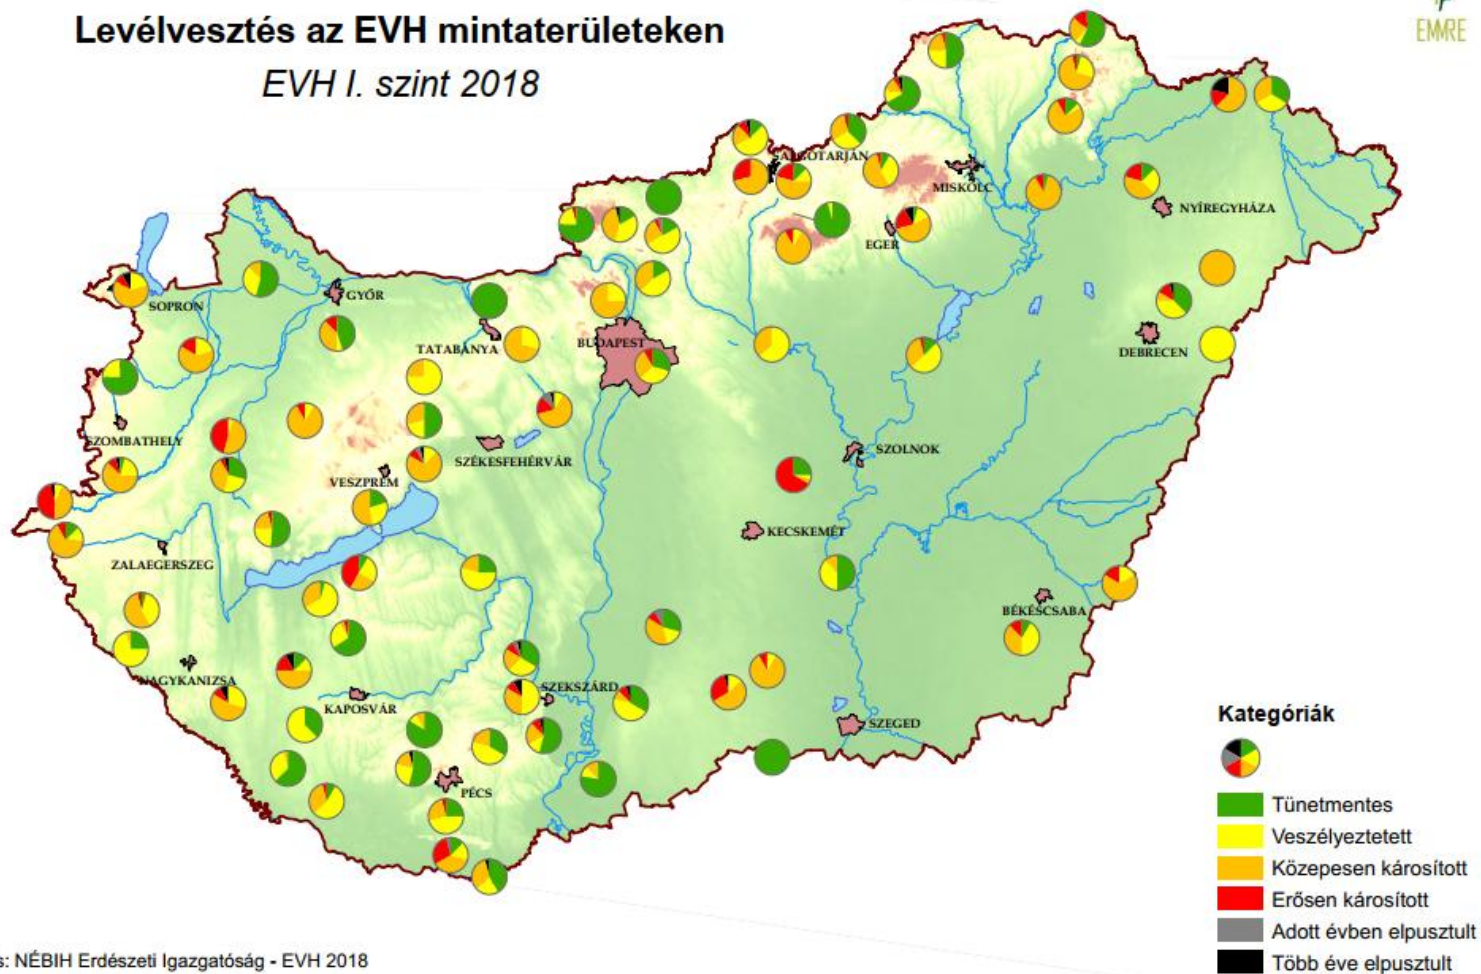 Levélvesztés az EVH mintaterületeken
EVH I. szint 2018
EMRE
SALGÓTARJÁN
MISKOLC
NYÍREGYHÁZA
EGER
SOPRON
GYŐR
TATABÁNYA
BUDAPEST
DEBRECEN
SZOMBATHELY
SZÉKESFEHÉRVÁR
SZOLNOK
VESZPRÉM
KECSKEMÉT
ZALAEGERSZEG
BÉKÉSCSABA
NAGYKANIZSA
KAPOSVÁR
SZEKSZÁRD
SZEGED
PÉCS
Kategóriák
Tünetmentes
Veszélyeztetett
Közepesen károsított
Erősen károsított
Adott évben elpusztult
Több éve elpusztult
s: NÉBIH Erdészeti Igazgatóság - EVH 2018